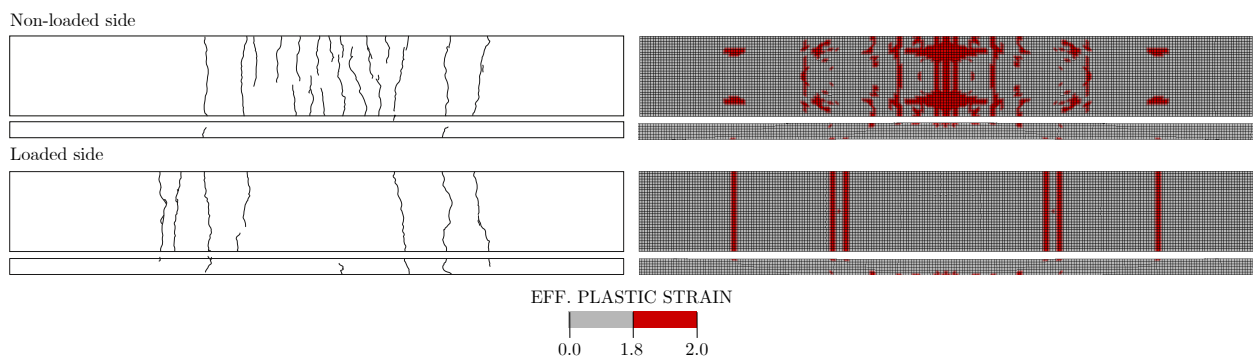 Non-loaded side
Loaded side
EFF. PLASTIC STRAIN
0.0 1.8 2.0